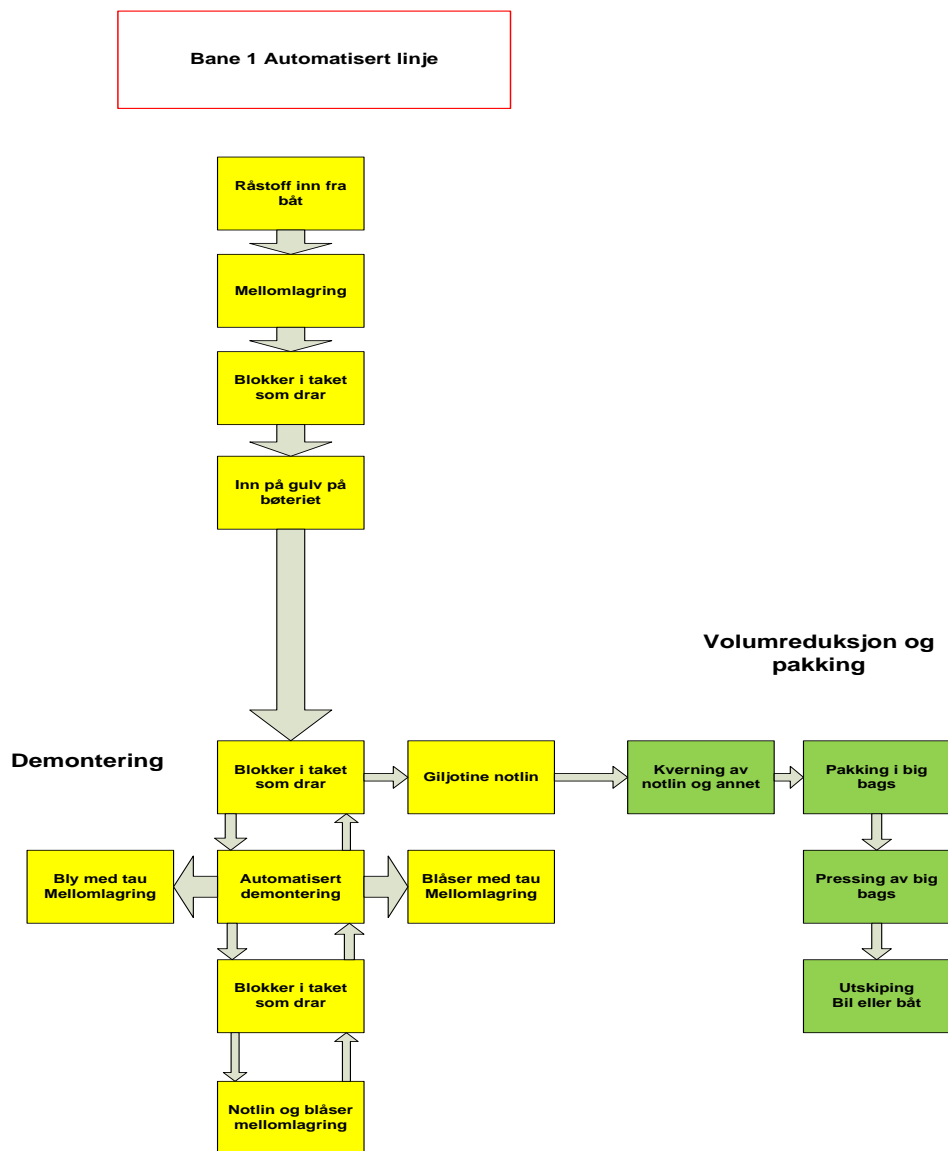 Bane 1 Automatisert linje
Råstoff inn fra
båt
Mellomlagring
Blokker i taket
som drar
Inn på gulv på
bøteriet
Volumreduksjon og
pakking
Demontering
Blokker i taket
som drar
Giljotine notlin
Kverning av
notlin og annet
Pakking i big
bags
Bly med tau
Mellomlagring
Automatisert
demontering
Blåser med tau
Mellomlagring
Pressing av big
bags
Blokker i taket
som drar
Utskiping
Bil eller båt
Notlin og blåser
mellomlagring